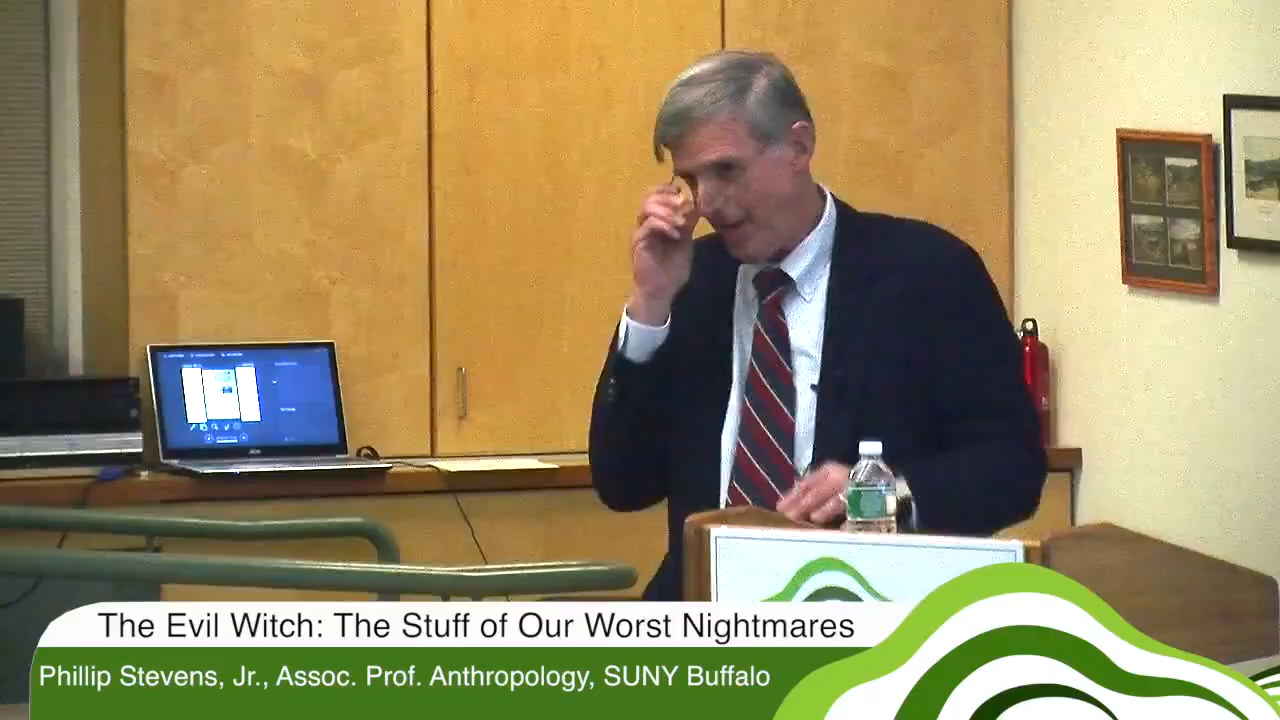 The Evil Witch: The Stuff of Our Worst Nightmares
Phillip Stevens, Jr., Assoc. Prof. Anthropology, SUNY Buffalo